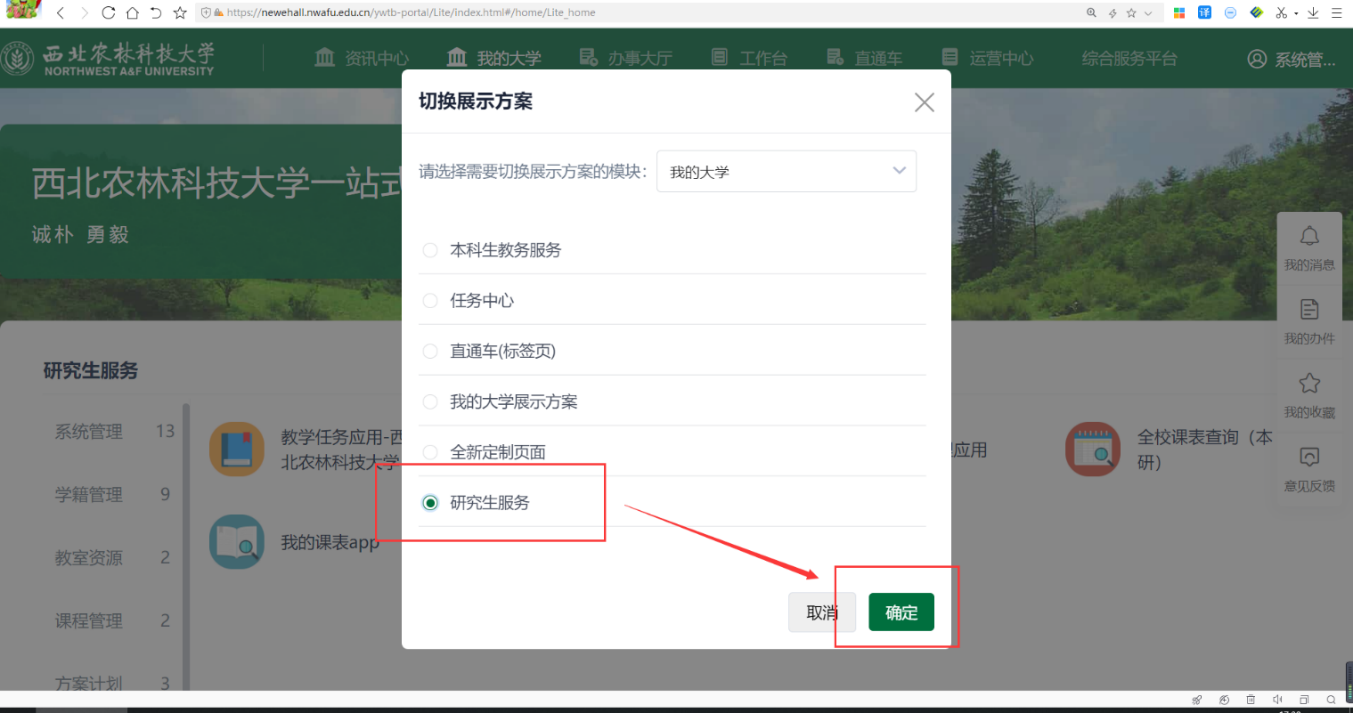 https://newehall.nwafu.edu.cn/ywtb-portal/Lite/index.html#/home/Lite_home
译
西北农林科技大学
NORTHWEST A&F UNIVERSITY
资讯中心
我的大学
办事大厅
工作台
直通车
运营中心
综合服务平台
系统管...
切换展示方案
请选择需要切换展示方案的模块:
我的大学
西北农林科技大学一站式
诚朴 勇毅
本科生教务服务
任务中心
直通车(标签页)
我的大学展示方案
全新定制页面
研究生服务
取消
确定
我的消息
我的办件
我的收藏
意见反馈
研究生服务
系统管理 13
学籍管理 9
教室资源 2
课程管理 2
方案计划 3
教学任务应用-西
北农林科技大学
应用
全校课表查询（本
研）
我的课表app